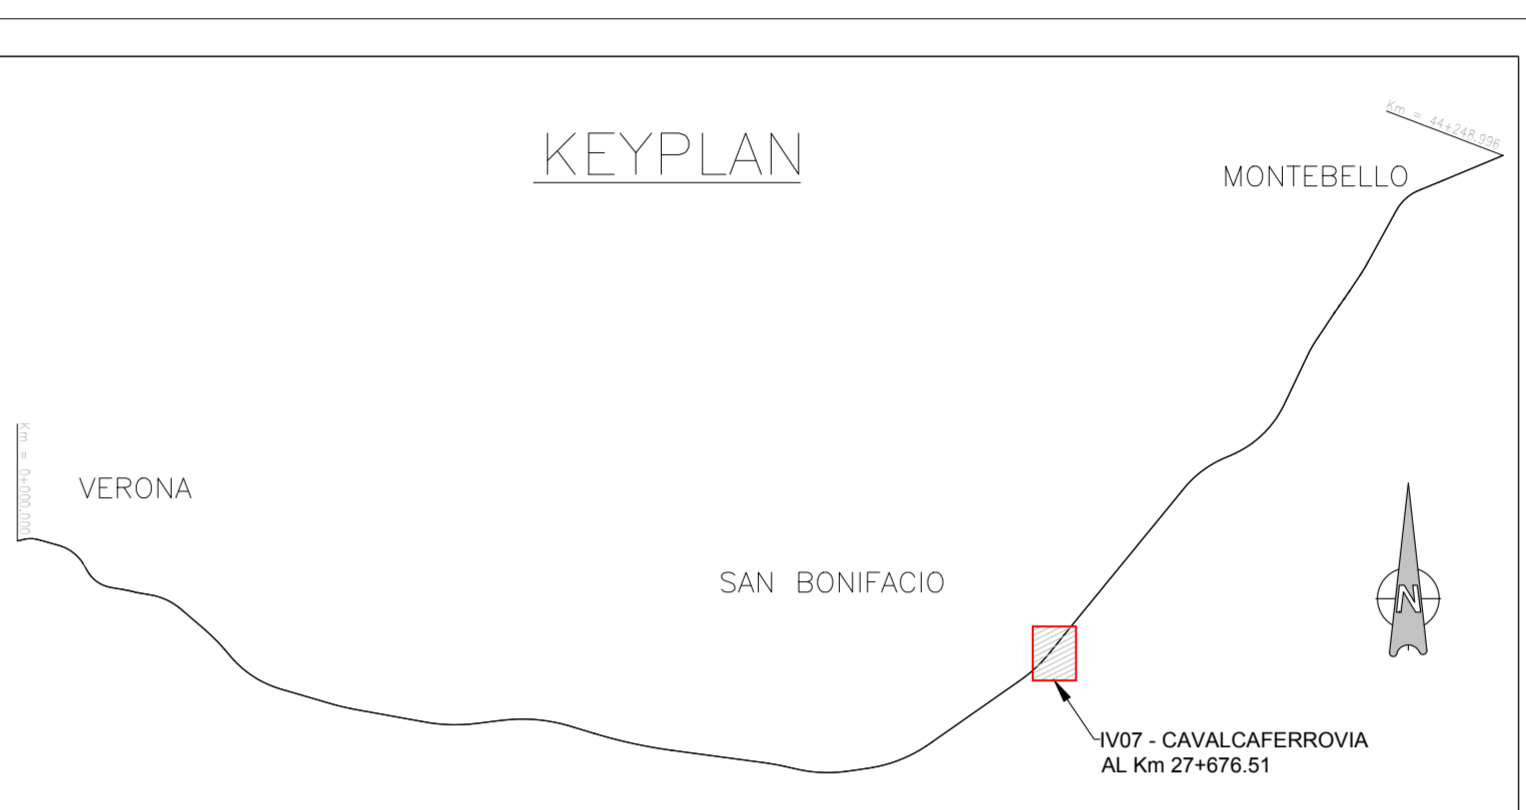 KEYPLAN
Km = 44+248.996
MONTEBELLO
Km = 0+000.000
VERONA
SAN BONIFACIO
N
IV07 - CAVALCAFERROVIA
AL Km 27+676.51